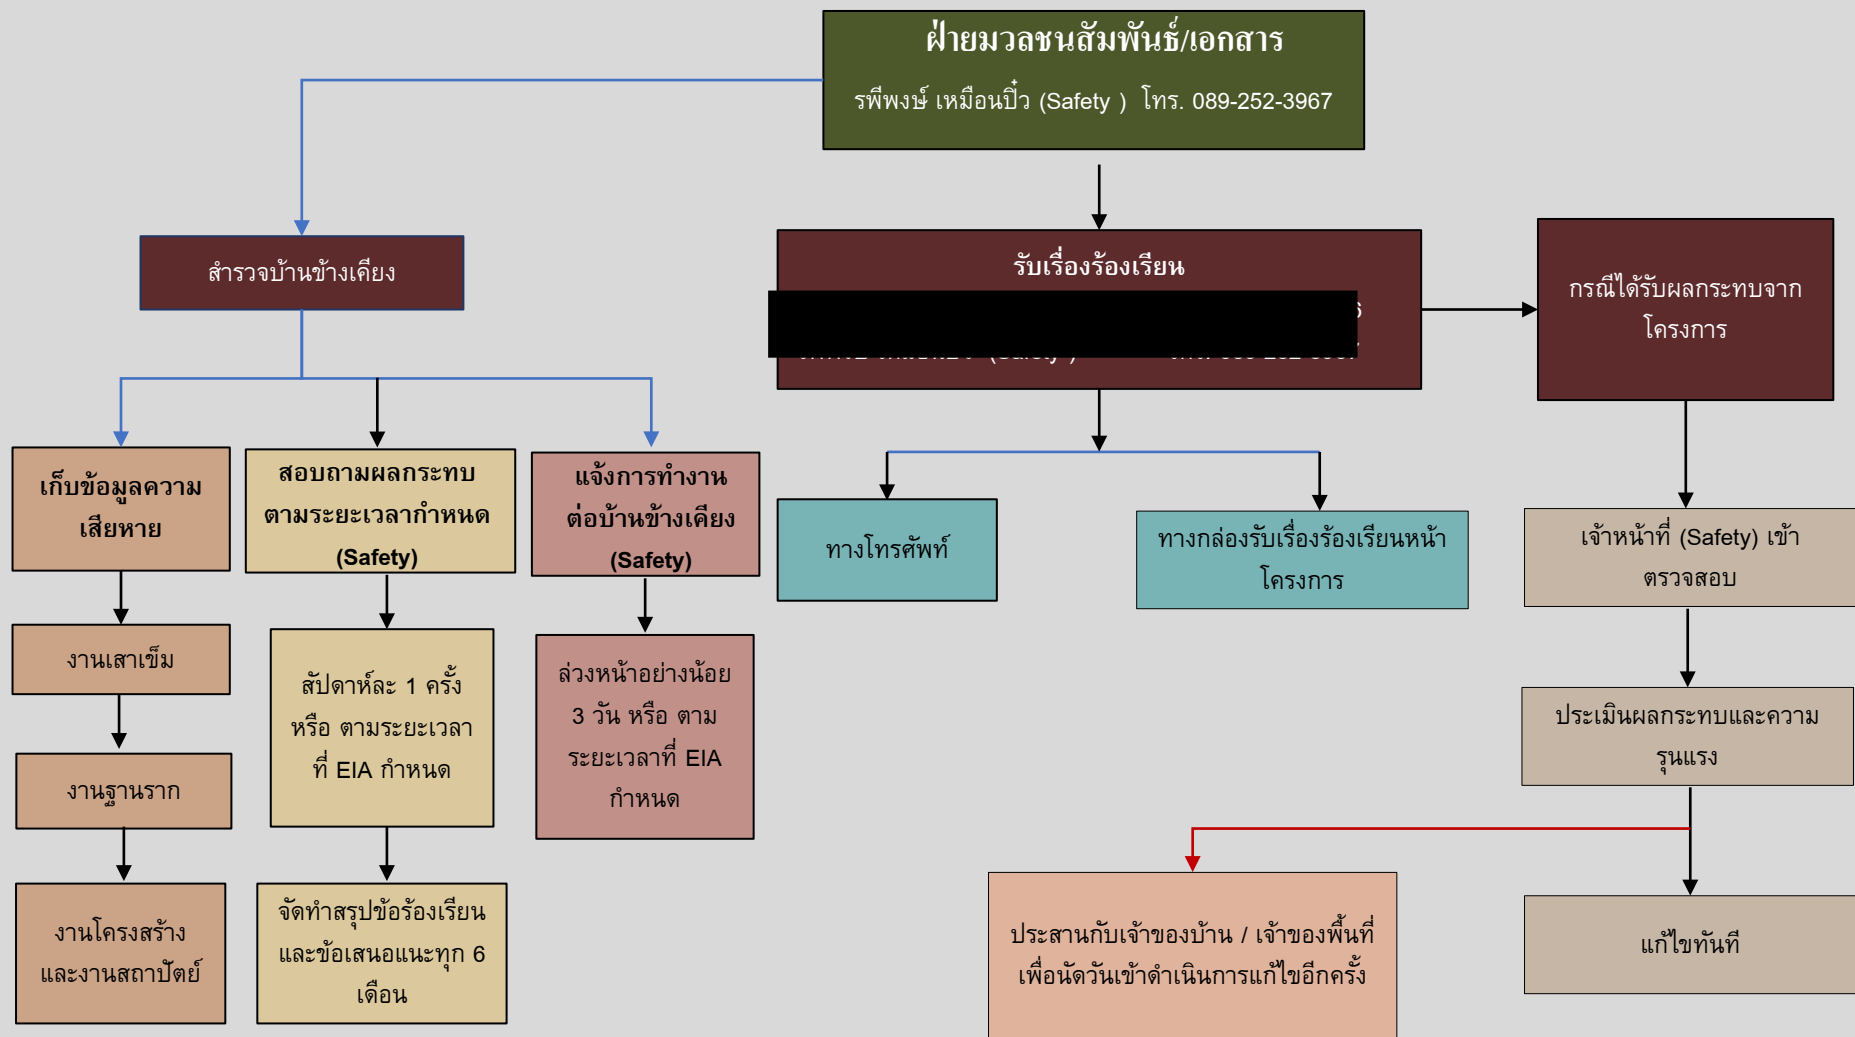 ฝ่ายมวลชนสัมพันธ์/เอกสาร
รพีพงษ์ เหมือนปิ๋ว (Safety ) โทร. 089-252-3967
สำรวจบ้านข้างเคียง
รับเรื่องร้องเรียน
กรณีได้รับผลกระทบจาก
โครงการ
เก็บข้อมูลความ
เสียหาย
สอบถามผลกระทบ
ตามระยะเวลากำหนด
(Safety)
แจ้งการทำงาน
ต่อบ้านข้างเคียง
(Safety)
ทางโทรศัพท์
ทางกล่องรับเรื่องร้องเรียนหน้า
โครงการ
เจ้าหน้าที่ (Safety) เข้า
ตรวจสอบ
งานเสาเข็ม
สัปดาห์ละ 1 ครั้ง
หรือ ตามระยะเวลา
ที่ EIA กำหนด
ล่วงหน้าอย่างน้อย
3 วัน หรือ ตาม
ระยะเวลาที่ EIA
กำหนด
ประเมินผลกระทบและความ
รุนแรง
งานฐานราก
งานโครงสร้าง
และงานสถาปัตย์
จัดทำสรุปข้อร้องเรียน
และข้อเสนอแนะทุก 6
เดือน
ประสานกับเจ้าของบ้าน / เจ้าของพื้นที่
เพื่อนัดวันเข้าดำเนินการแก้ไขอีกครั้ง
แก้ไขทันที